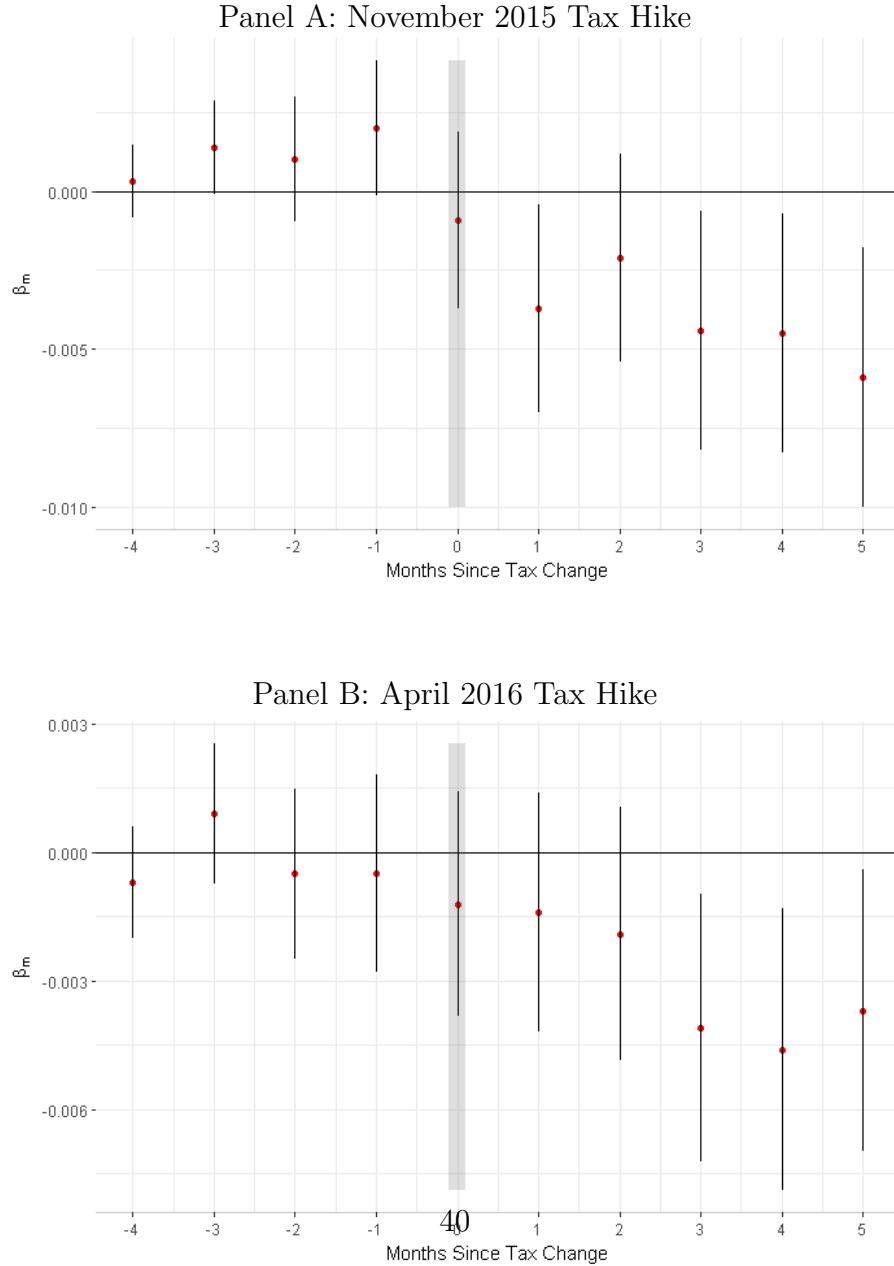 Panel A: November 2015 Tax Hike
0.000
-0.005
-0.010
βm
-4 -3 -2 -1 0 1 2 3 4 5
Months Since Tax Change
Panel B: April 2016 Tax Hike
0.003
0.000
-0.003
-0.006
βm
-4 -3 -2 -1 0 1 2 3 4 5
40
Months Since Tax Change